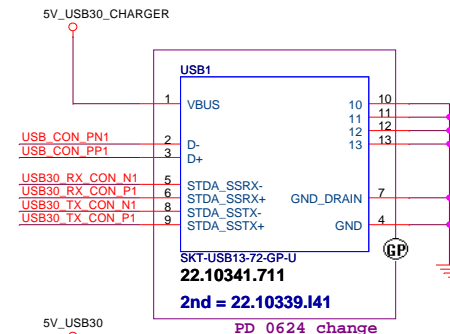 5V_USB30_CHARGER
USB1
1 VBUS 10 10
11 11
12 12
USB_CON_PN1 2 D- 13 13
USB_CON_PP1 3 D+
USB30_RX_CON_N1 5 STDA_SSRX-
USB30_RX_CON_P1 6 STDA_SSRX+ GND_DRAIN 7
USB30_TX_CON_N1 8 STDA_SSTX-
USB30_TX_CON_P1 9 STDA_SSTX+ GND 4
SKT-USB13-72-GP-U
GP
22.10341.711
2nd = 22.10339.I41
5V_USB30
PD 0624 change